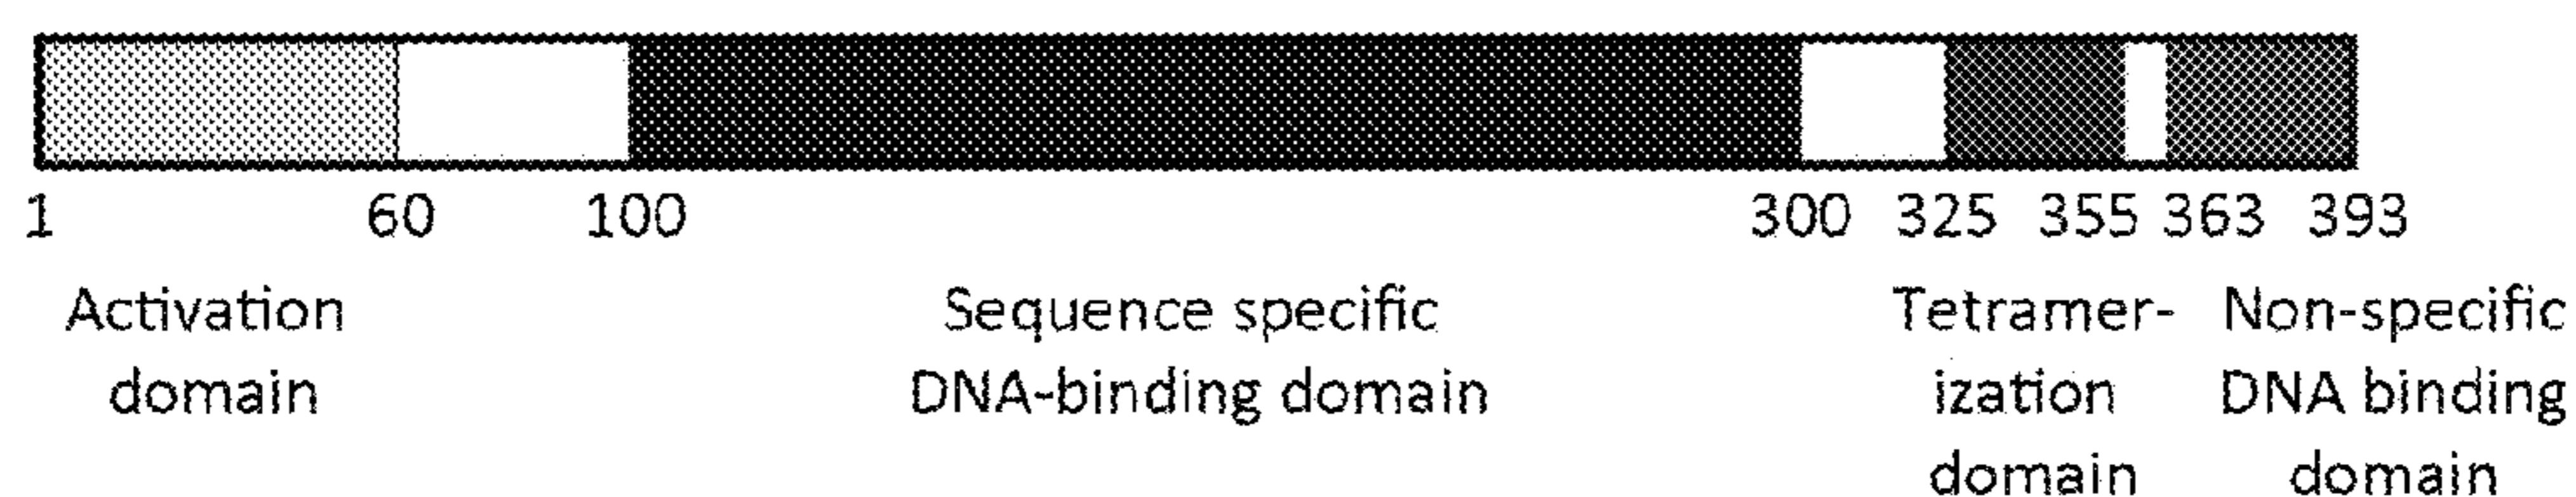 1 60 100 300 325 355 363 393
Activation
domain
Sequence specific
DNA-binding domain
Tetramer-
ization
domain
Non-specific
DNA binding
domain